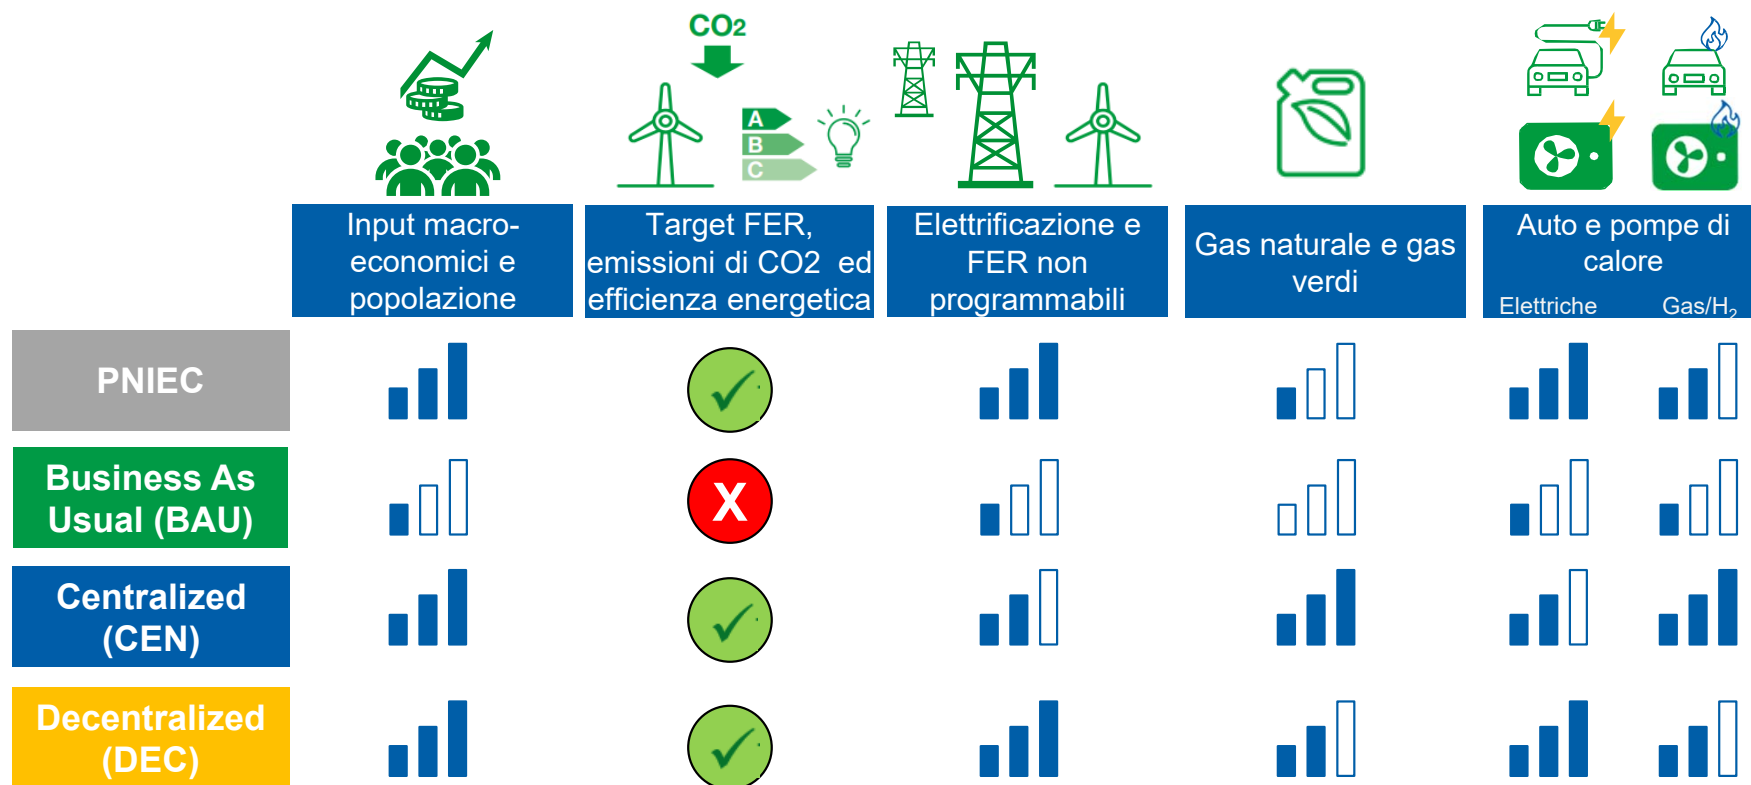 CO2
A
B
C
Input macro-
economici e
popolazione
Target FER,
emissioni di CO2 ed
efficienza energetica
Elettrificazione e
FER non
programmabili
Gas naturale e gas
verdi
Auto e pompe di
calore
Elettriche
Gas/H₂
PNIEC
Business As
Usual (BAU)
X
Centralized
(CEN)
Decentralized
(DEC)